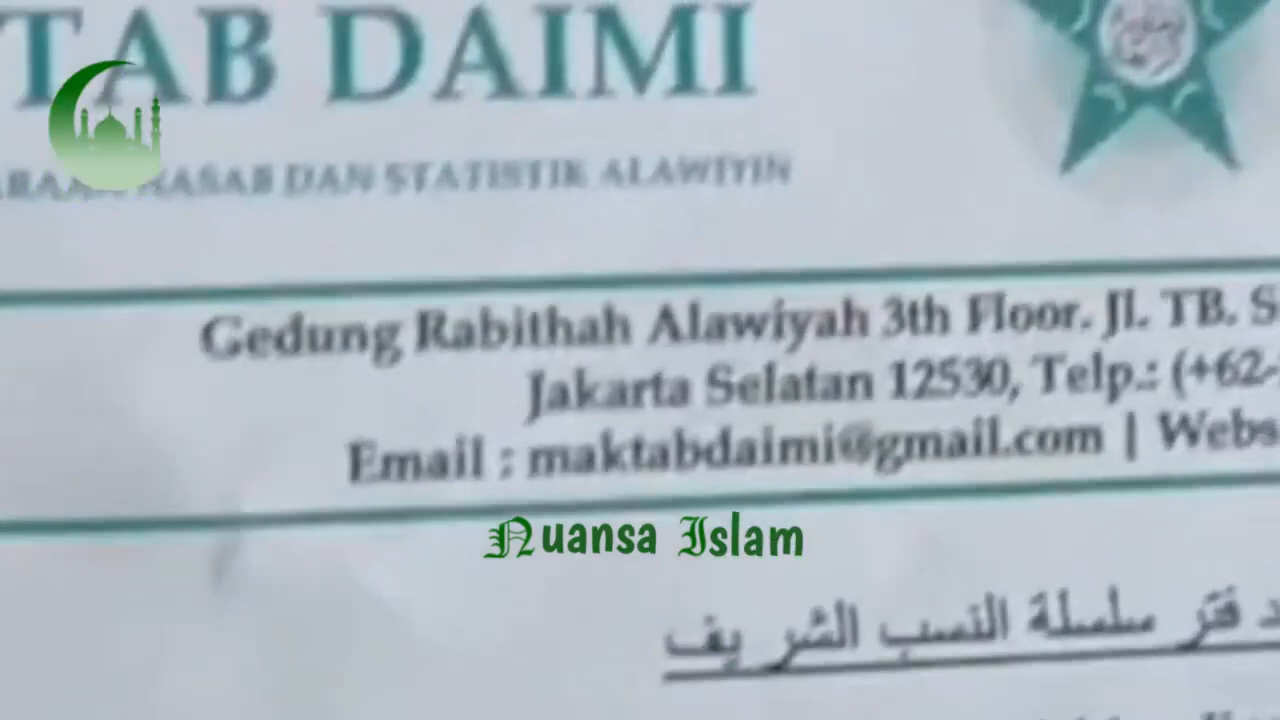 TAB DAIMI
NASAB DAN STATISTIK ALAWIYIN
Gedung Rabithah Alawiyah 3th Floor. Jl. TB. S
Jakarta Selatan 12530, Telp.: (+62-
Email : maktabdaimi@gmail.com | Webs
Nuansa Islam
دفتر سلسلة النسب الشريف